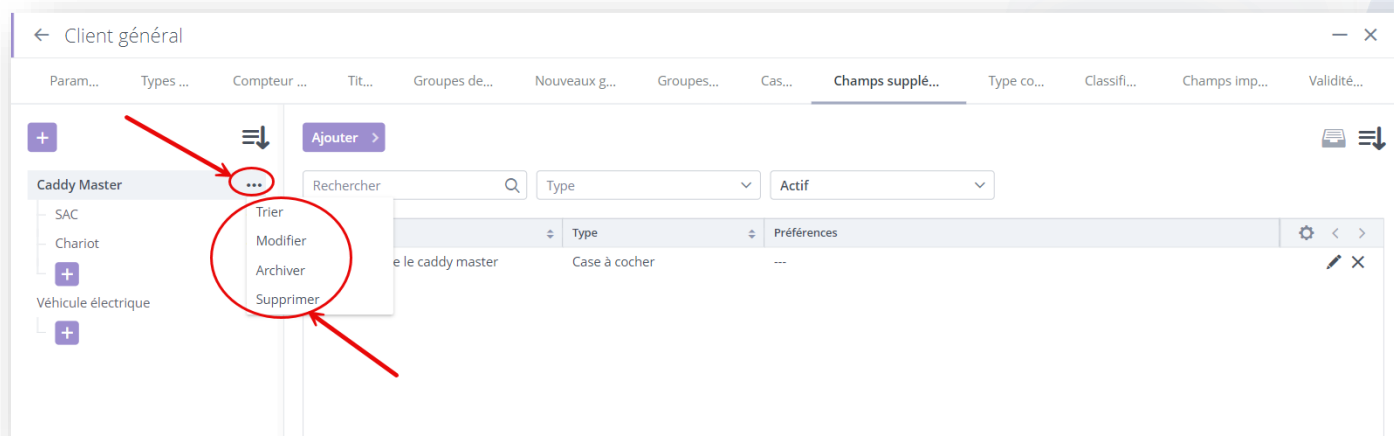 Client général
Param... Types ... Compteur ... Tit... Groupes de... Nouveaux g... Groupes... Cas... Champs supplé... Type co... Classifi... Champs imp... Validité...
Ajouter
Caddy Master
SAC
Chariot
Véhicule électrique
Trier
Modifier
Archiver
Supprimer
Rechercher Type Actif
Type Préférences
e le caddy master Case à cocher ---